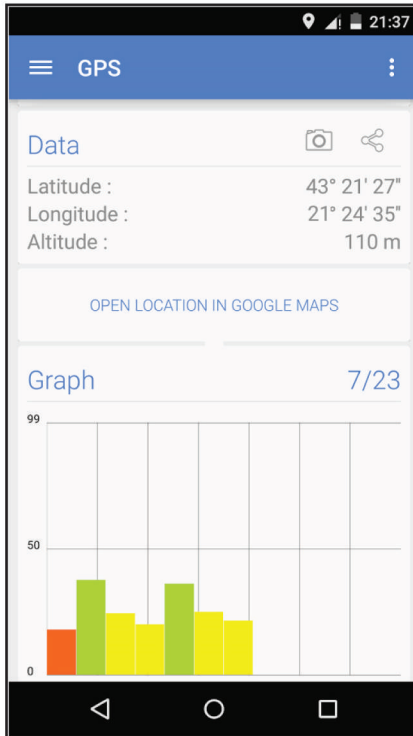 21:37
GPS
Data
Latitude : 43° 21' 27"
Longitude : 21° 24' 35"
Altitude : 110 m
OPEN LOCATION IN GOOGLE MAPS
Graph 7/23
99
50
0